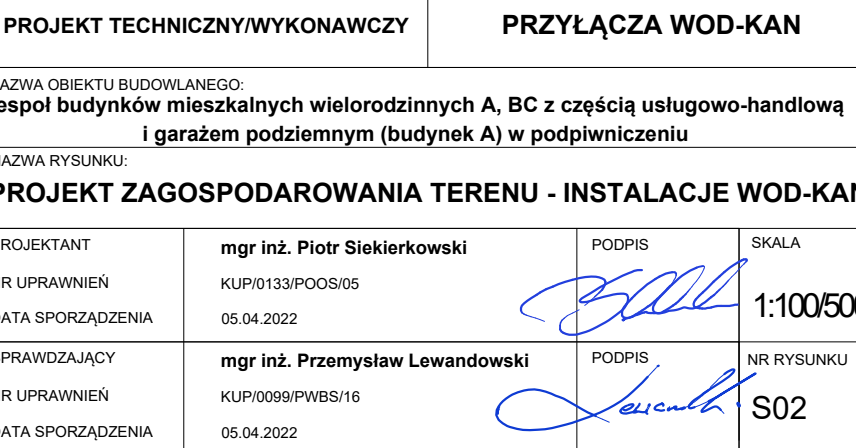 PROJEKT TECHNICZNY/WYKONAWCZY PRZYŁĄCZA WOD-KAN
AZWA OBIEKTU BUDOWLANEGO:
espoł budynków mieszkalnych wielorodzinnych A, BC z częścią usługowo-handlową
i garażem podziemnym (budynek A) w podpiwniczeniu
NAZWA RYSUNKU:
PROJEKT ZAGOSPODAROWANIA TERENU - INSTALACJE WOD-KAN
ROJEKTANT mgr inż. Piotr Siekierkowski PODPIS SKALA
R UPRAWNIEŃ KUP/0133/POOS/05
ATA SPORZĄDZENIA 05.04.2022 1:100/500
PRAWDZAJĄCY mgr inż. Przemysław Lewandowski PODPIS NR RYSUNKU
R UPRAWNIEŃ KUP/0099/PWBS/16 S02
ATA SPORZĄDZENIA 05.04.2022